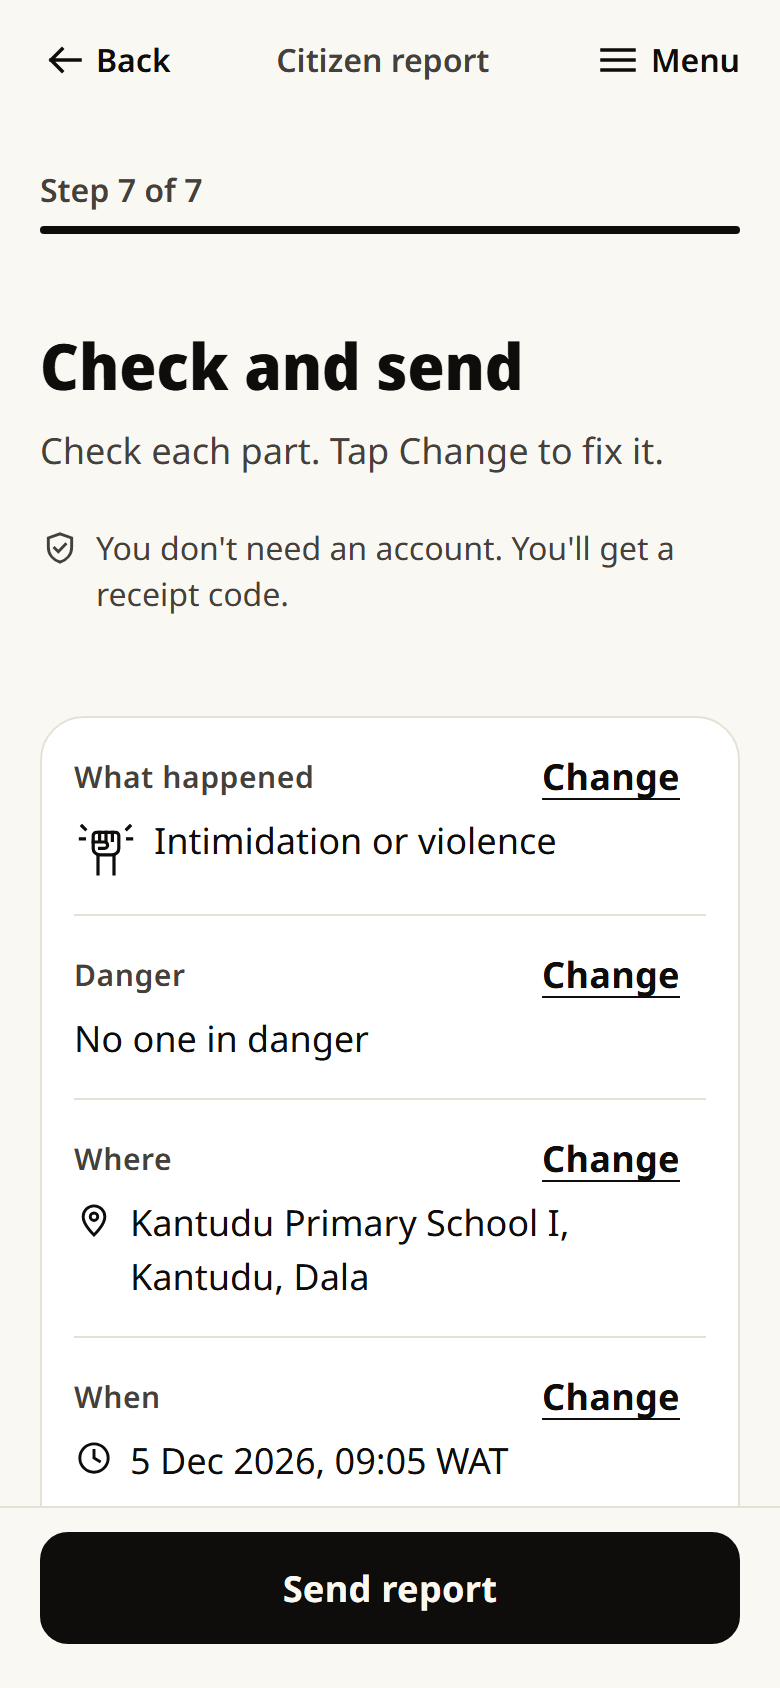 Back
Citizen report
Menu
Step 7 of 7
Check and send
Check each part. Tap Change to fix it.
You don't need an account. You'll get a
receipt code.
What happened
Change
Intimidation or violence
Danger
Change
No one in danger
Where
Change
Kantudu Primary School I,
Kantudu, Dala
When
Change
5 Dec 2026, 09:05 WAT
Send report